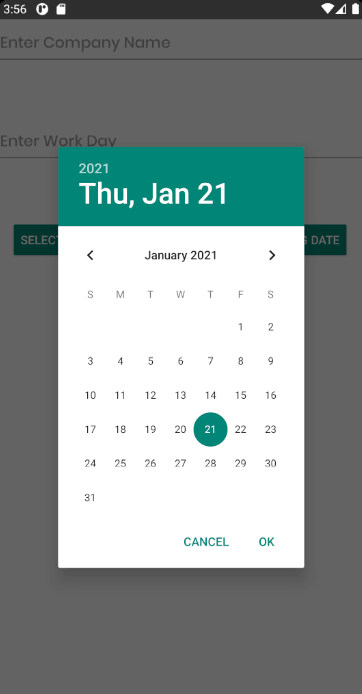 3:56
Enter Company Name
Enter Work Day
2021
Thu, Jan 21
SELECT DATE
January 2021
S M T W T F S
1 2
3 4 5 6 7 8 9
10 11 12 13 14 15 16
17 18 19 20 21 22 23
24 25 26 27 28 29 30
31
CANCEL OK